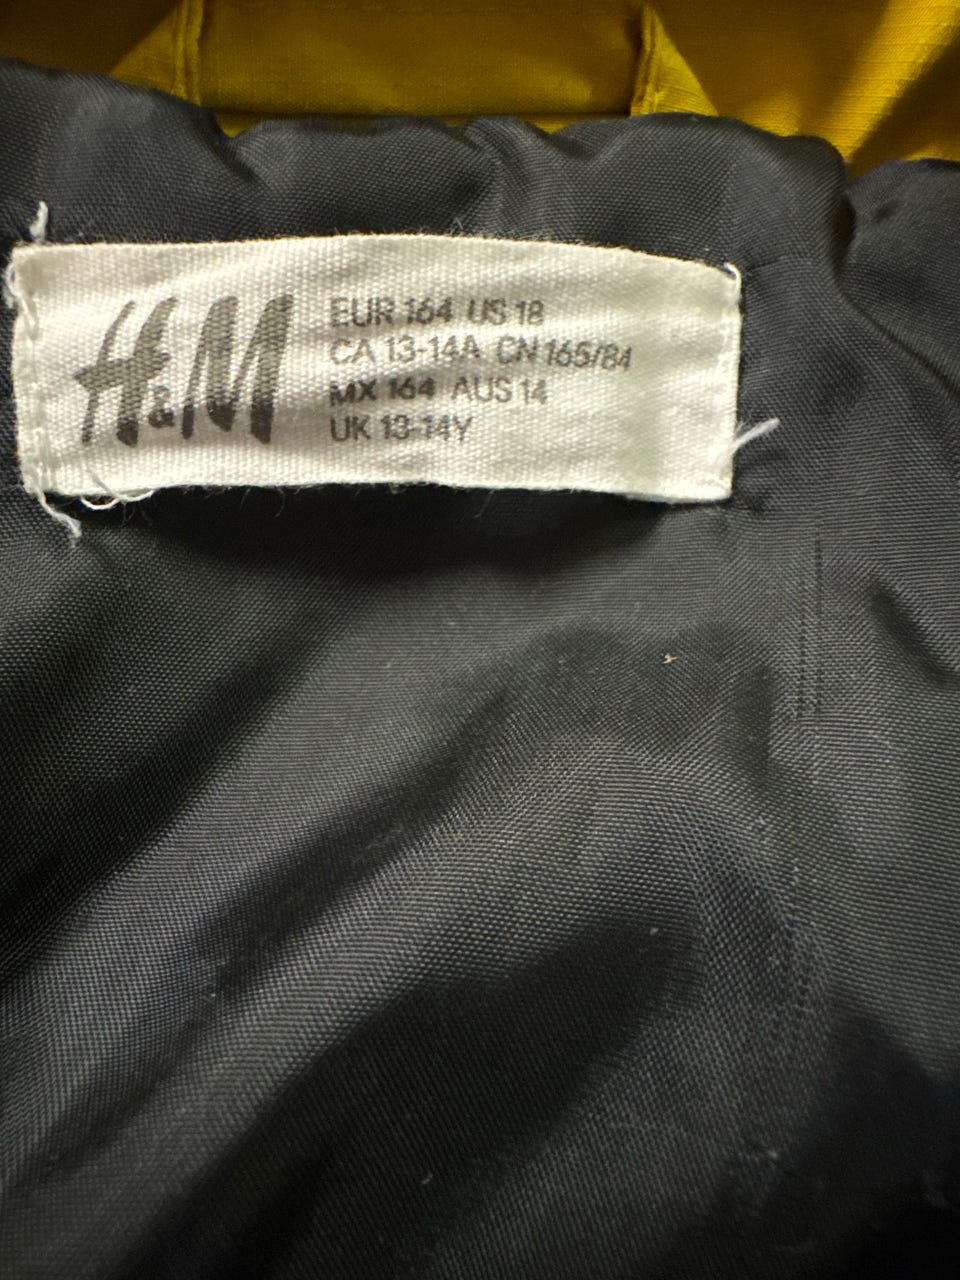 H&M
EUR 164 US 18
CA 13-14A CN 165/84
MX 164 AUS 14
UK 13-14Y